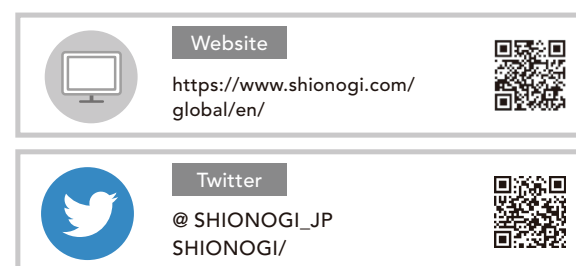 Website
https://www.shionogi.com/
global/en/
Twitter
@ SHIONOGI_JP
SHIONOGI/